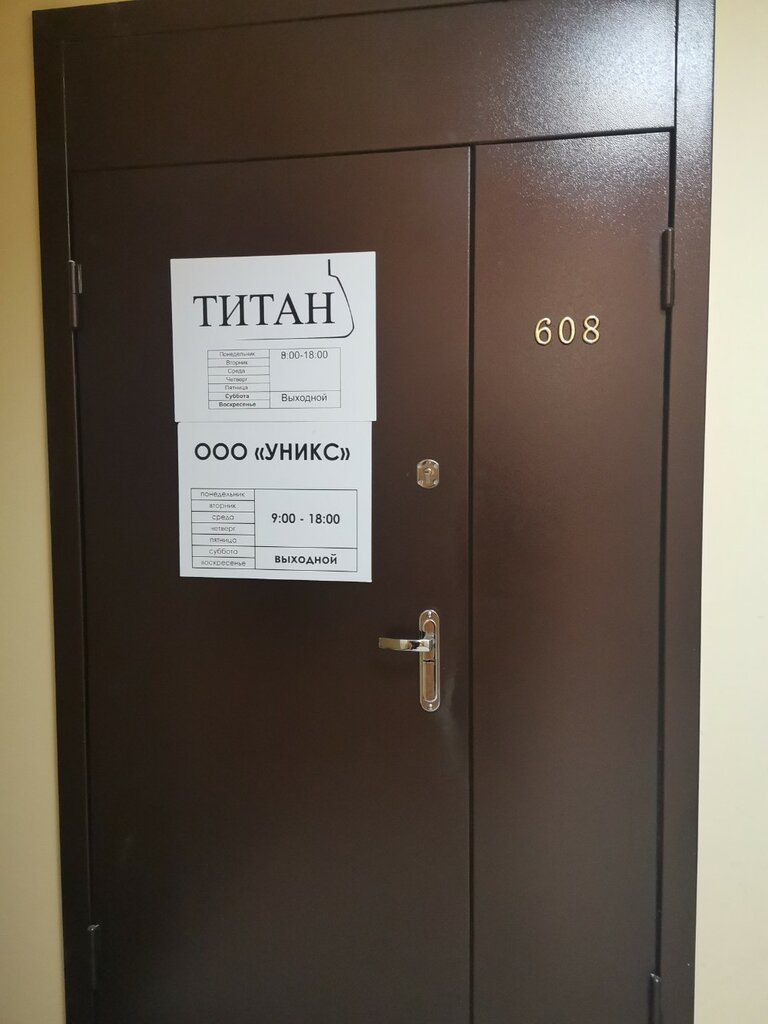 ТИТАН
Понедельник 8:00-18:00
Вторник
Среда
Четверг
Пятница
Суббота Выходной
Воскресенье
608
ООО «УНИКС»
понедельник
вторник
среда 9:00 - 18:00
четверг
пятница
суббота
воскресенье выходной